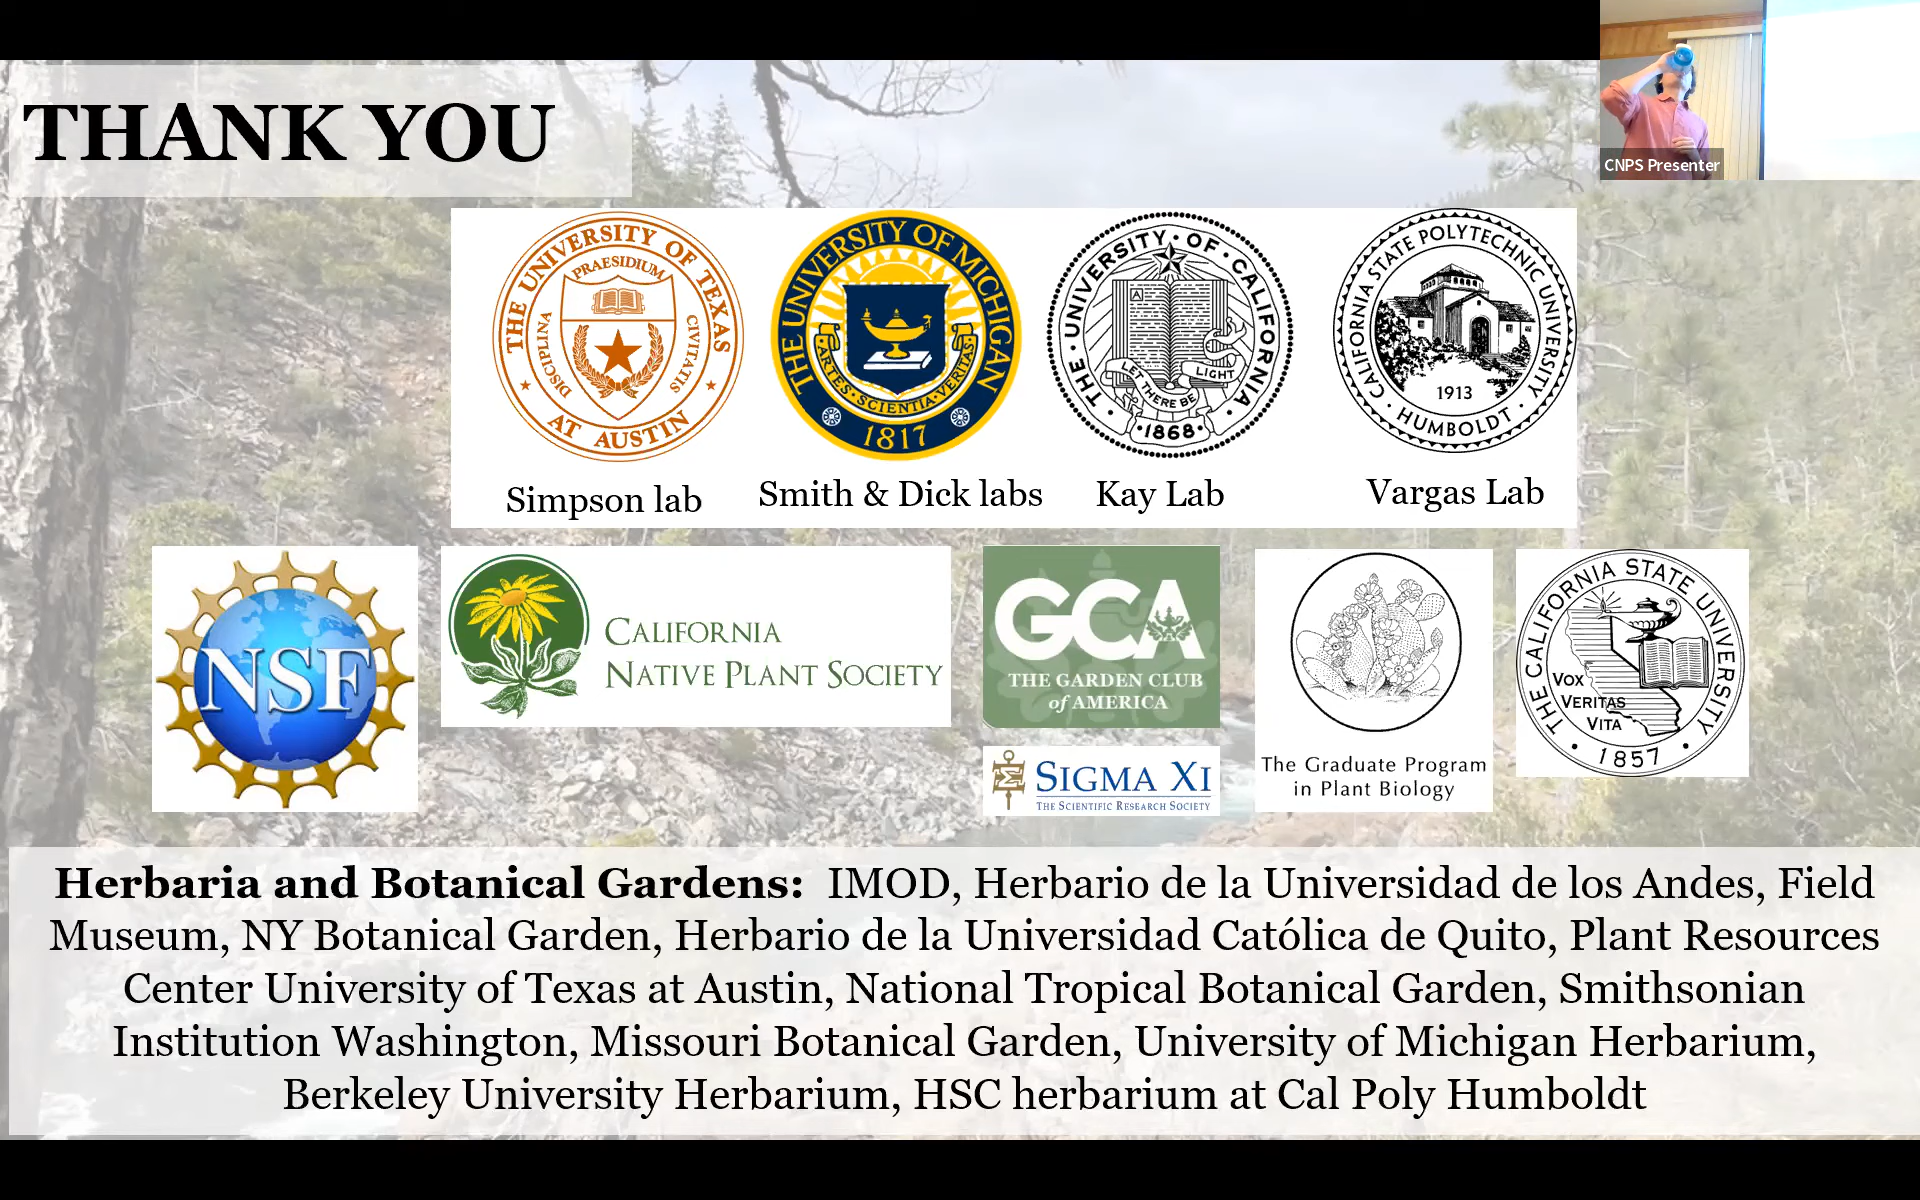 THANK YOU
CNPS Presenter
THE UNIVERSITY OF TEXAS
AT AUSTIN
PRAESIDIUM
DISCIPLINA
CIVITATIS
THE UNIVERSITY OF MICHIGAN
ARTES · SCIENTIA · VERITAS
1817
· THE · UNIVERSITY · OF · CALIFORNIA ·
A
LET THERE BE
LIGHT
· 1868 ·
CALIFORNIA STATE POLYTECHNIC UNIVERSITY
1913
· HUMBOLDT ·
Simpson lab
Smith & Dick labs
Kay Lab
Vargas Lab
NSF
CALIFORNIA
NATIVE PLANT SOCIETY
GCA
THE GARDEN CLUB
of AMERICA
SIGMA XI
THE SCIENTIFIC RESEARCH SOCIETY
The Graduate Program
in Plant Biology
THE CALIFORNIA STATE UNIVERSITY
VOX
VERITAS
VITA
· 1857 ·
Herbaria and Botanical Gardens: IMOD, Herbario de la Universidad de los Andes, Field
Museum, NY Botanical Garden, Herbario de la Universidad Católica de Quito, Plant Resources
Center University of Texas at Austin, National Tropical Botanical Garden, Smithsonian
Institution Washington, Missouri Botanical Garden, University of Michigan Herbarium,
Berkeley University Herbarium, HSC herbarium at Cal Poly Humboldt